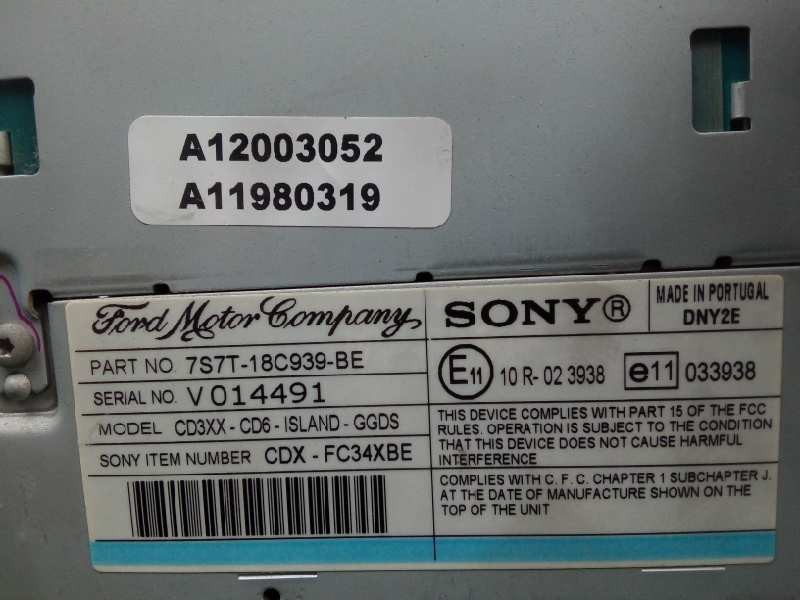 A12003052
A11980319
Ford Motor Company
PART NO. 7S7T-18C939-BE
SERIAL NO. V 014491
MODEL CD3XX - CD6 - ISLAND - GGDS
SONY ITEM NUMBER CDX - FC34XBE
SONY®
MADE IN PORTUGAL
DNY2E
E11 10 R- 02 3938 e11 033938
THIS DEVICE COMPLIES WITH PART 15 OF THE FCC
RULES. OPERATION IS SUBJECT TO THE CONDITION
THAT THIS DEVICE DOES NOT CAUSE HARMFUL
INTERFERENCE
COMPLIES WITH C. F. C. CHAPTER 1 SUBCHAPTER J.
AT THE DATE OF MANUFACTURE SHOWN ON THE
TOP OF THE UNIT